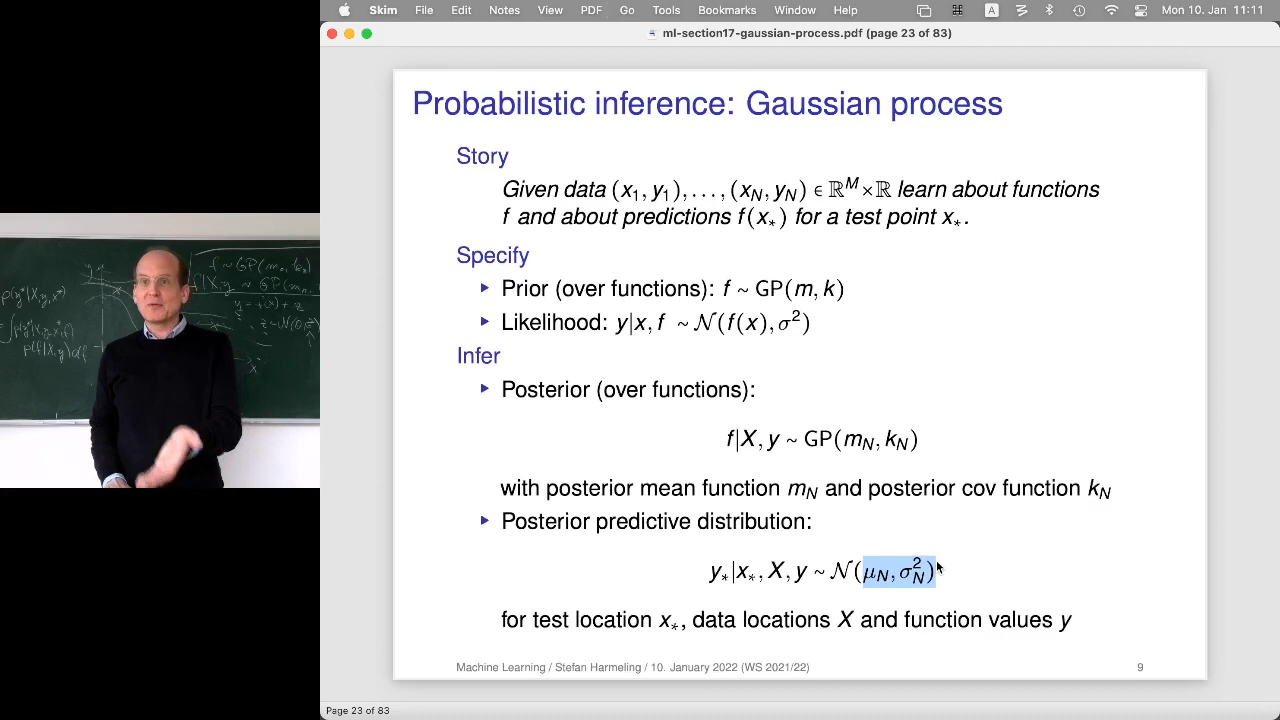 Skim File Edit Notes View PDF Go Tools Bookmarks Window Help A Mon 10. Jan 11:11
ml-section17-gaussian-process.pdf (page 23 of 83)
Probabilistic inference: Gaussian process
Story
Given data (x₁, y₁), . . . , (x_N, y_N) ∈ ℝ^M × ℝ learn about functions
f and about predictions f(x_*) for a test point x_*.
Specify
Prior (over functions): f ~ GP(m, k)
Likelihood: y|x, f ~ 𝒩(f(x), σ²)
Infer
Posterior (over functions):
f|X, y ~ GP(m_N, k_N)
with posterior mean function m_N and posterior cov function k_N
Posterior predictive distribution:
y_*|x_*, X, y ~ 𝒩(μ_N, σ²_N)
for test location x_*, data locations X and function values y
Machine Learning / Stefan Harmeling / 10. January 2022 (WS 2021/22) 9
Page 23 of 83